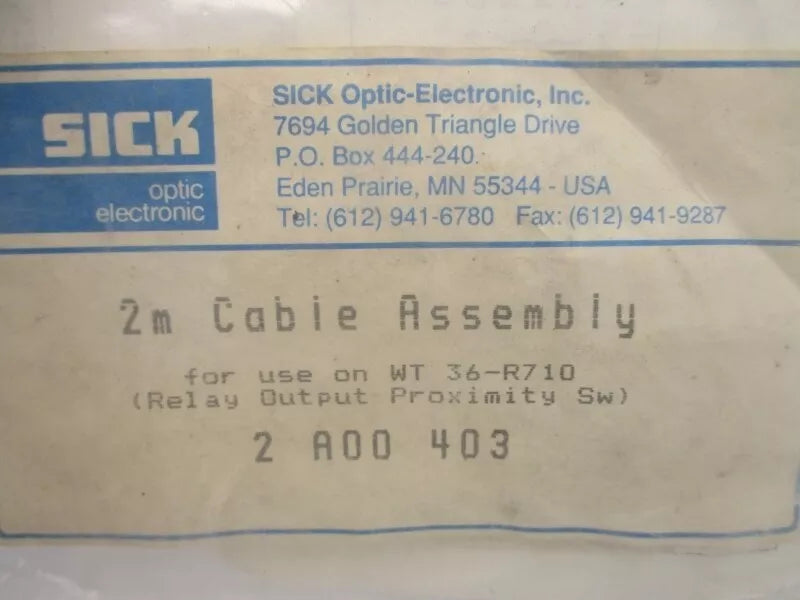 SICK
optic
electronic
SICK Optic-Electronic, Inc.
7694 Golden Triangle Drive
P.O. Box 444-240.
Eden Prairie, MN 55344 - USA
Tel: (612) 941-6780 Fax: (612) 941-9287
2m Cable Assembly
for use on WT 36-R710
(Relay Output Proximity Sw)
2 A00 403